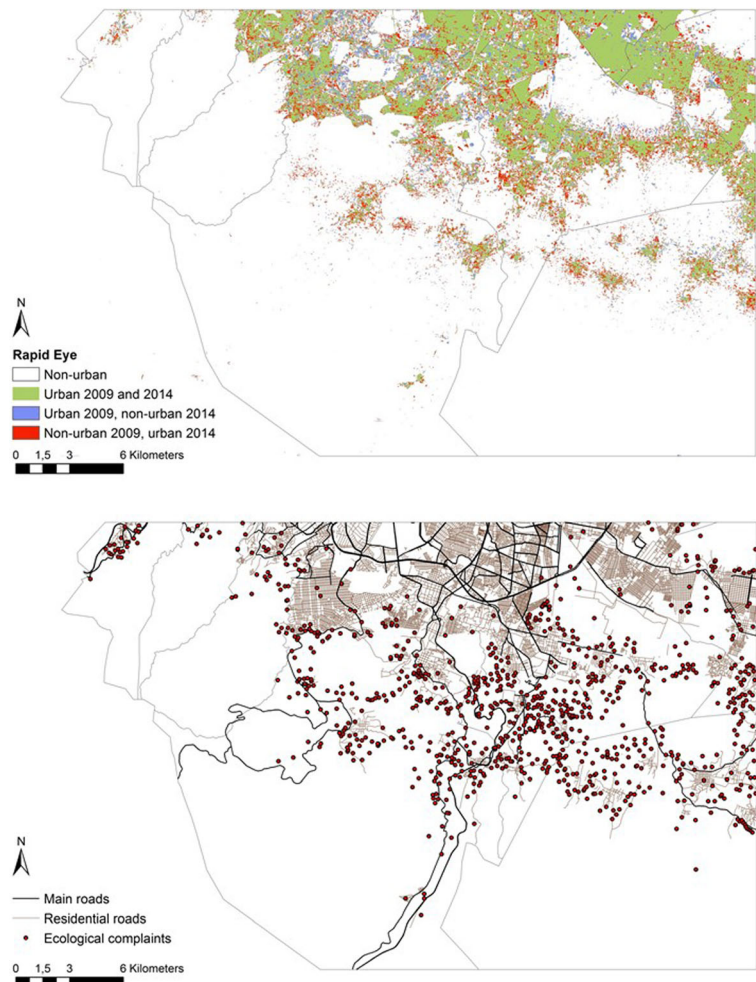 N
Rapid Eye
Non-urban
Urban 2009 and 2014
Urban 2009, non-urban 2014
Non-urban 2009, urban 2014
0 1,5 3 6 Kilometers
N
Main roads
Residential roads
Ecological complaints
0 1,5 3 6 Kilometers